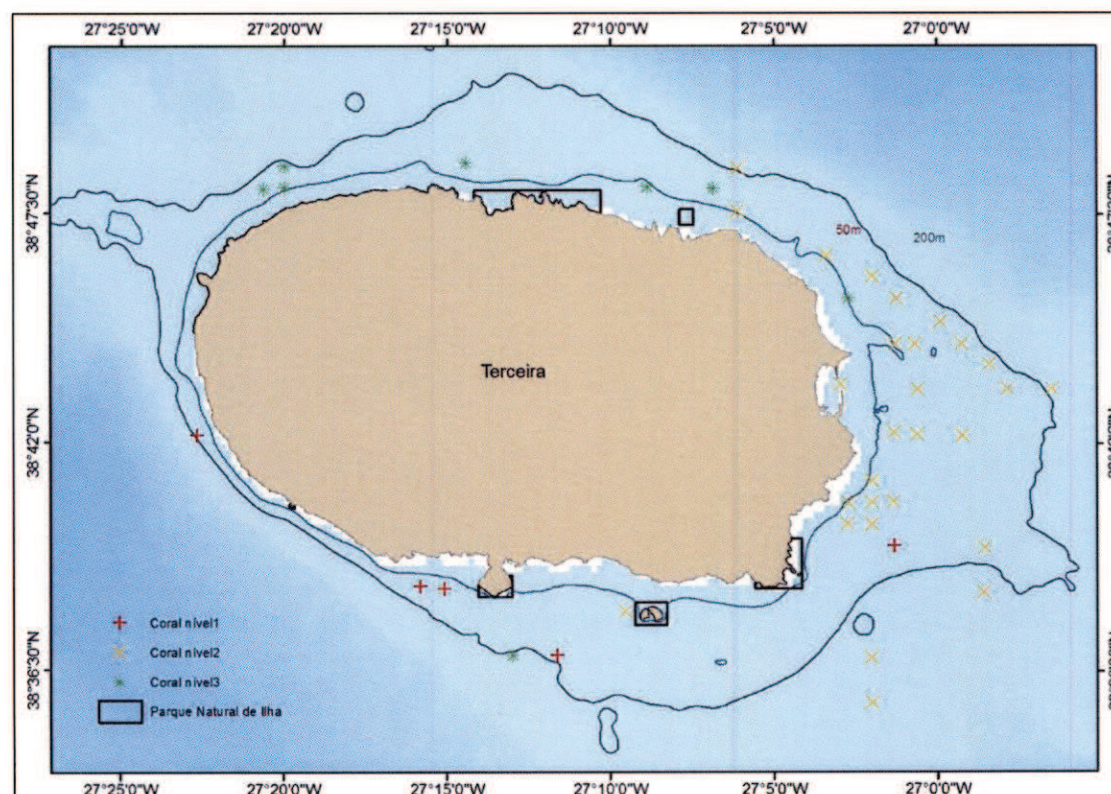 27°25'0"W 27°20'0"W 27°15'0"W 27°10'0"W 27°5'0"W 27°0'0"W
38°47'30"N
50m
200m
Terceira
38°42'0"N
Coral nível1
Coral nível2
Coral nível3
38°36'30"N
Parque Natural de Ilha
27°25'0"W 27°20'0"W 27°15'0"W 27°10'0"W 27°5'0"W 27°0'0"W